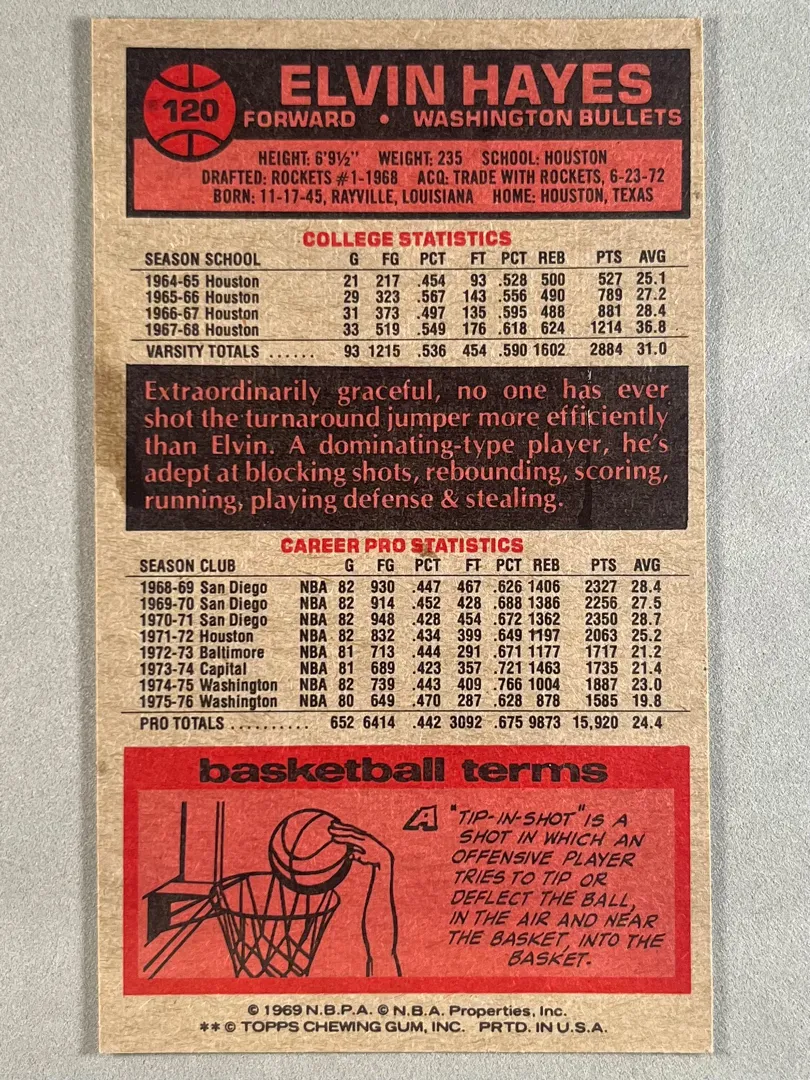 120
ELVIN HAYES
FORWARD • WASHINGTON BULLETS
HEIGHT: 6'9½" WEIGHT: 235 SCHOOL: HOUSTON
DRAFTED: ROCKETS #1-1968 ACQ: TRADE WITH ROCKETS, 6-23-72
BORN: 11-17-45, RAYVILLE, LOUISIANA HOME: HOUSTON, TEXAS
COLLEGE STATISTICS
SEASON SCHOOL G FG PCT FT PCT REB PTS AVG
1964-65 Houston 21 217 .454 93 .528 500 527 25.1
1965-66 Houston 29 323 .567 143 .556 490 789 27.2
1966-67 Houston 31 373 .497 135 .595 488 881 28.4
1967-68 Houston 33 519 .549 176 .618 624 1214 36.8
VARSITY TOTALS ...... 93 1215 .536 454 .590 1602 2884 31.0
Extraordinarily graceful, no one has ever
shot the turnaround jumper more efficiently
than Elvin. A dominating-type player, he's
adept at blocking shots, rebounding, scoring,
running, playing defense & stealing.
CAREER PRO STATISTICS
SEASON CLUB G FG PCT FT PCT REB PTS AVG
1968-69 San Diego NBA 82 930 .447 467 .626 1406 2327 28.4
1969-70 San Diego NBA 82 914 .452 428 .688 1386 2256 27.5
1970-71 San Diego NBA 82 948 .428 454 .672 1362 2350 28.7
1971-72 Houston NBA 82 832 .434 399 .649 1197 2063 25.2
1972-73 Baltimore NBA 81 713 .444 291 .671 1177 1717 21.2
1973-74 Capital NBA 81 689 .423 357 .721 1463 1735 21.4
1974-75 Washington NBA 82 739 .443 409 .766 1004 1887 23.0
1975-76 Washington NBA 80 649 .470 287 .628 878 1585 19.8
PRO TOTALS .......... 652 6414 .442 3092 .675 9873 15,920 24.4
basketball terms
A "TIP-IN-SHOT" IS A
SHOT IN WHICH AN
OFFENSIVE PLAYER
TRIES TO TIP OR
DEFLECT THE BALL,
IN THE AIR AND NEAR
THE BASKET, INTO THE
BASKET.
© 1969 N.B.P.A. © N.B.A. Properties, Inc.
** © TOPPS CHEWING GUM, INC. PRTD. IN U.S.A.